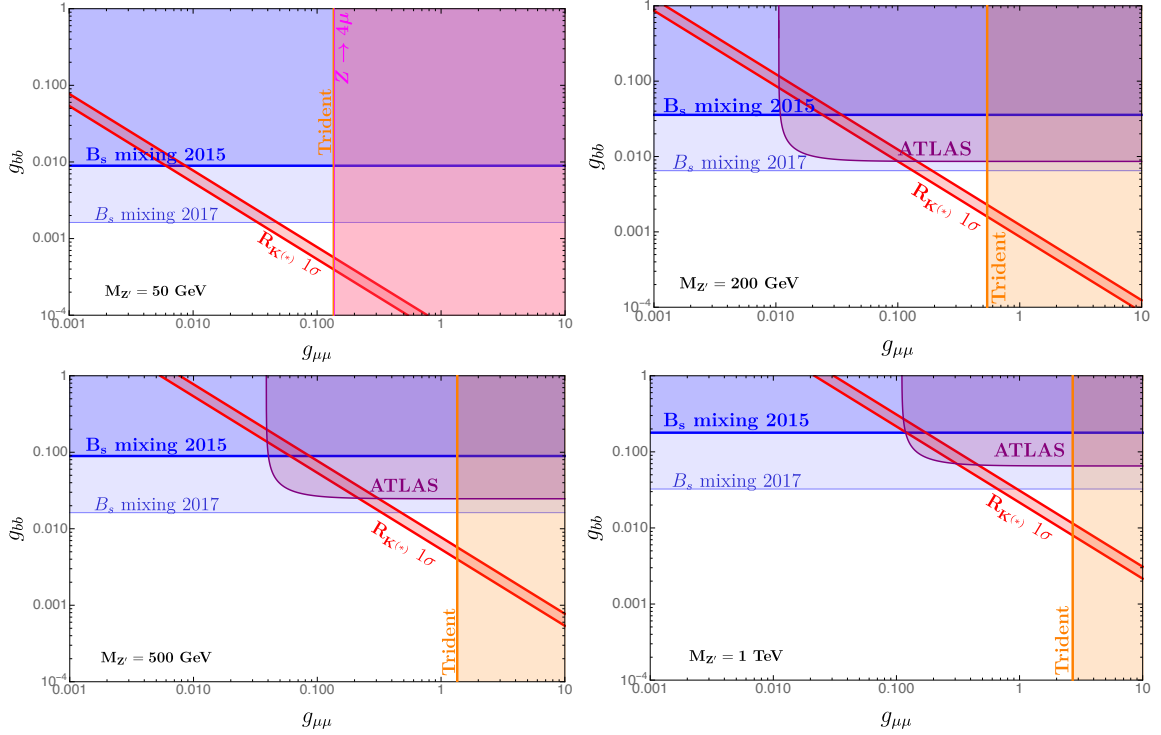 1
0.100
0.010
0.001
10⁻⁴
g_bb
B_s mixing 2015
B_s mixing 2017
R_K(*) 1σ
Trident
Z → 4μ
M_Z′ = 50 GeV
0.001 0.010 0.100 1 10
g_μμ
1
0.100
0.010
0.001
10⁻⁴
g_bb
B_s mixing 2015
ATLAS
B_s mixing 2017
R_K(*) 1σ
Trident
M_Z′ = 200 GeV
0.001 0.010 0.100 1 10
g_μμ
1
0.100
0.010
0.001
10⁻⁴
g_bb
B_s mixing 2015
ATLAS
B_s mixing 2017
R_K(*) 1σ
Trident
M_Z′ = 500 GeV
0.001 0.010 0.100 1 10
g_μμ
1
0.100
0.010
0.001
10⁻⁴
g_bb
B_s mixing 2015
ATLAS
B_s mixing 2017
R_K(*) 1σ
Trident
M_Z′ = 1 TeV
0.001 0.010 0.100 1 10
g_μμ